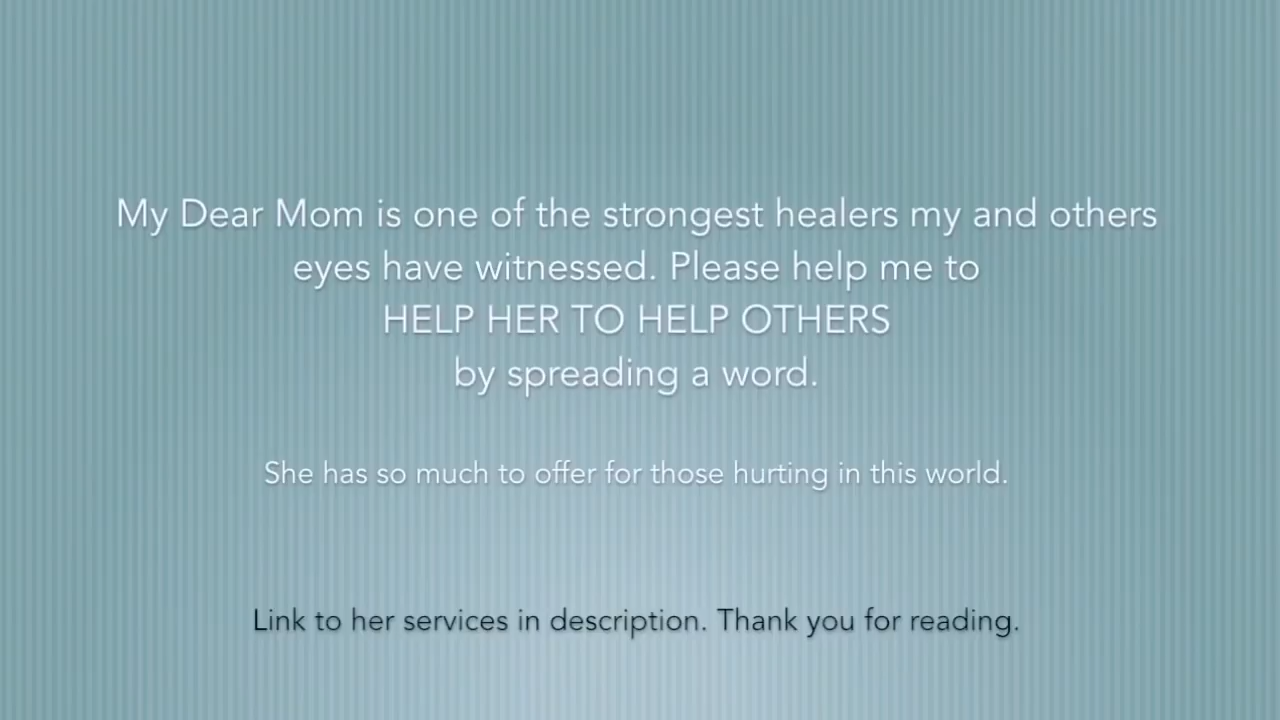 My Dear Mom is one of the strongest healers my and others
eyes have witnessed. Please help me to
HELP HER TO HELP OTHERS
by spreading a word.
She has so much to offer for those hurting in this world.
Link to her services in description. Thank you for reading.